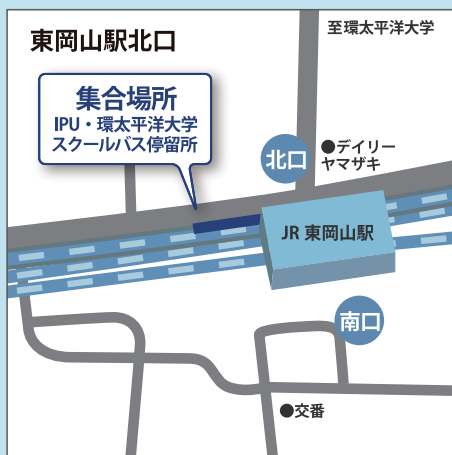 東岡山駅北口
至環太平洋大学
集合場所
IPU・環太平洋大学
スクールバス停留所
北口
●デイリー
ヤマザキ
JR 東岡山駅
南口
●交番